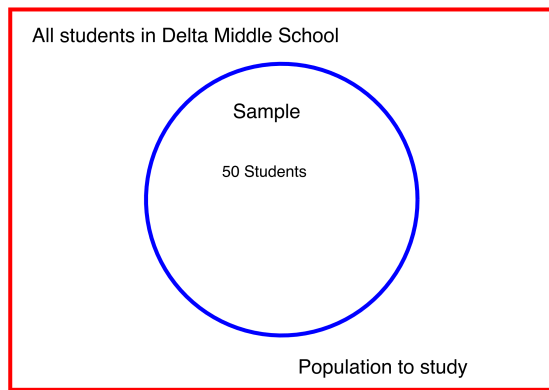 All students in Delta Middle School
Sample
50 Students
Population to study